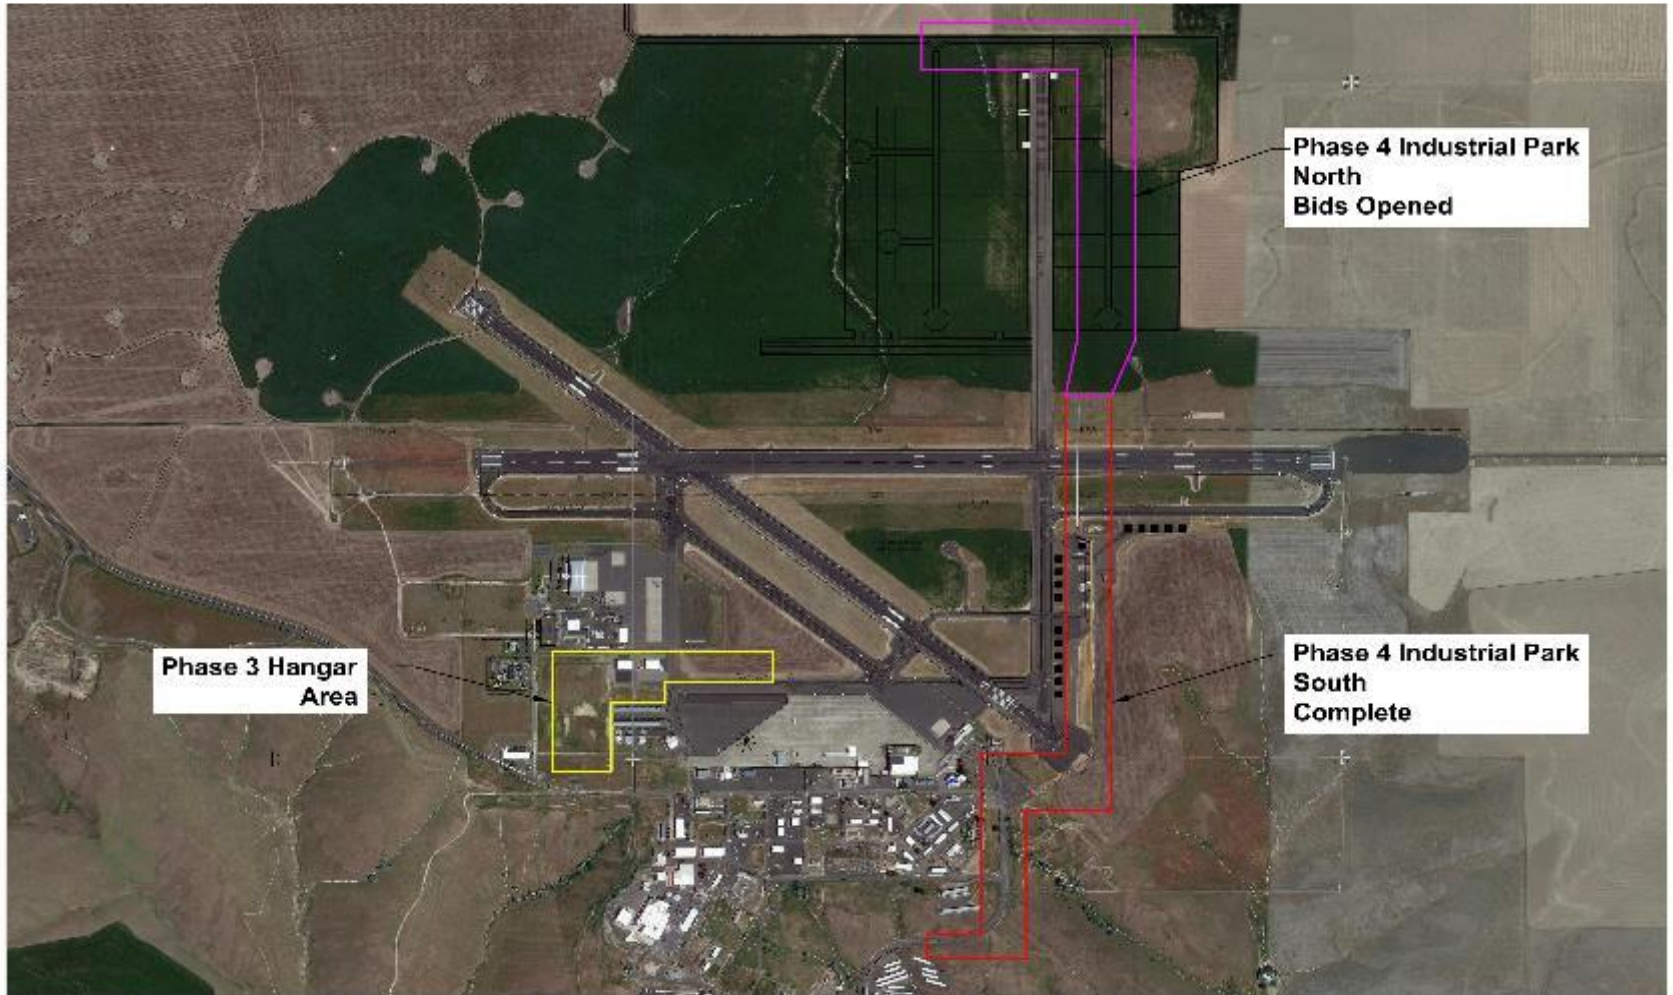 Phase 4 Industrial Park
North
Bids Opened
Phase 3 Hangar
Area
Phase 4 Industrial Park
South
Complete